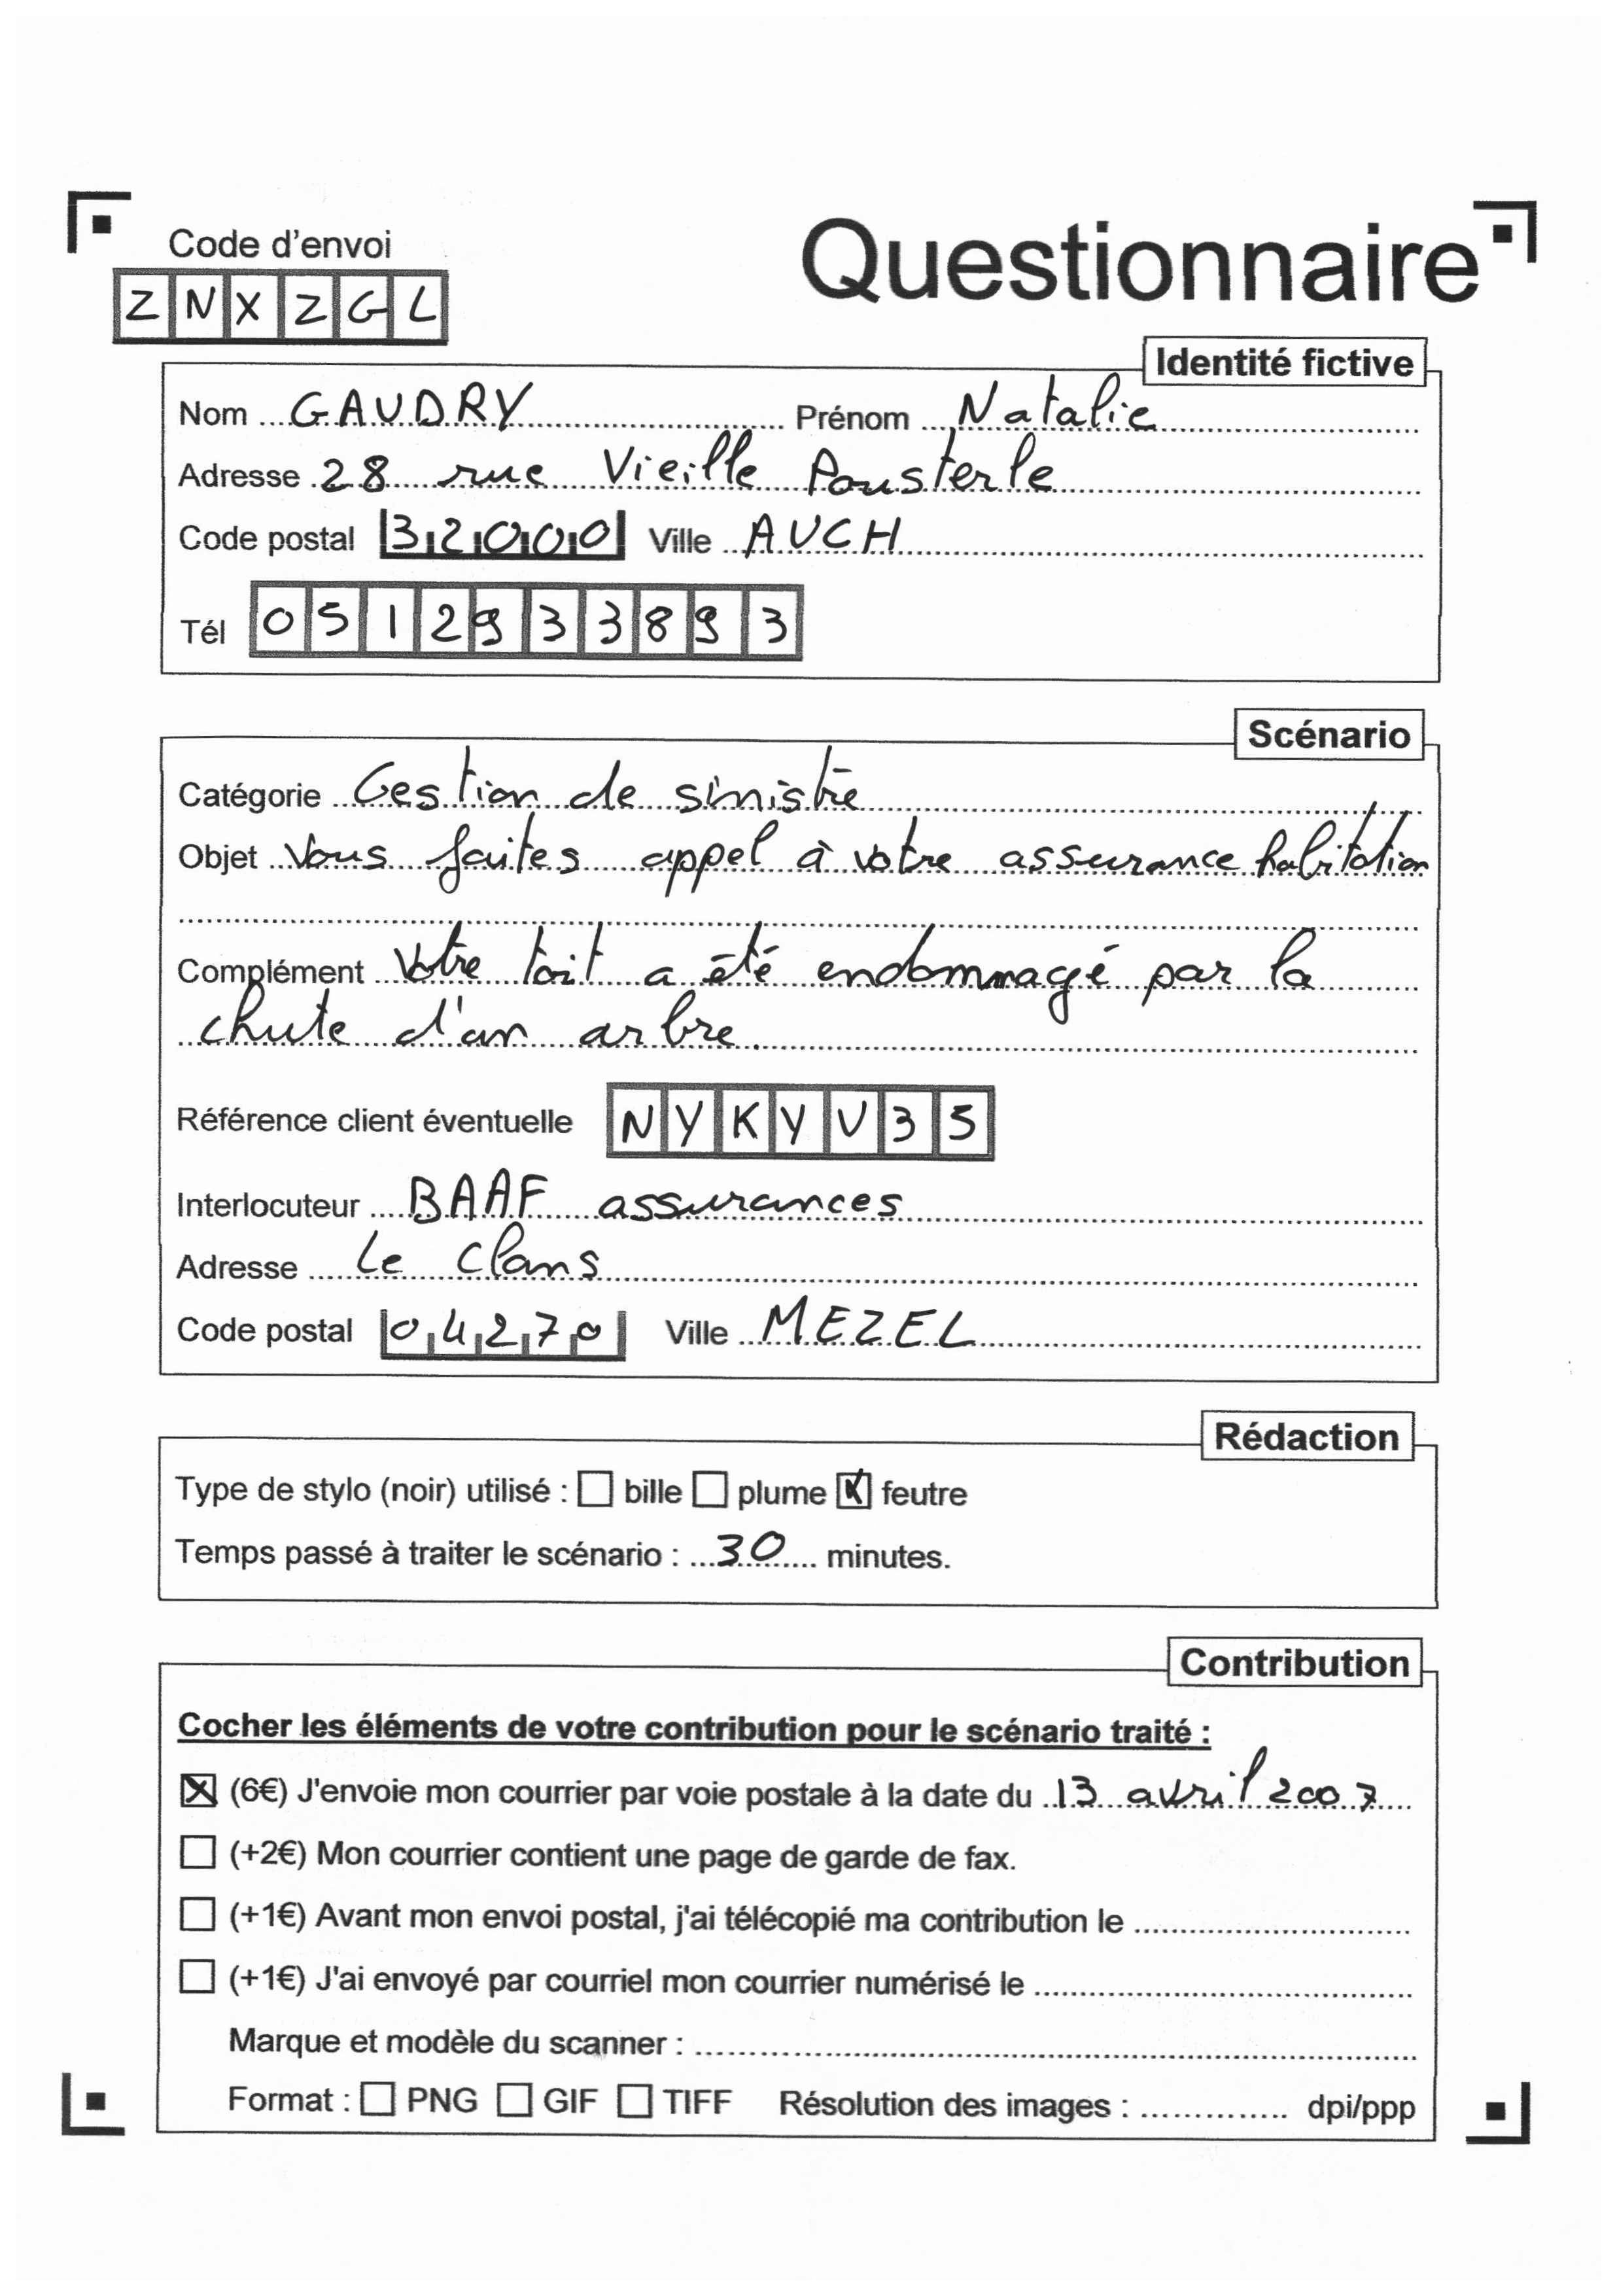 Code d'envoi
Questionnaire
Z N X Z G L
Identité fictive
Nom GAUDRY Prénom Natalie
Adresse 28 rue Vieille Pousterle
Code postal 32000 Ville AUCH
Tél 0512933893
Scénario
Catégorie Gestion de sinistre
Objet Vous faites appel à votre assurance habitation
Complément Votre toit a été endommagé par la
chute d'un arbre.
Référence client éventuelle NYKYV35
Interlocuteur BAAF assurances
Adresse Le Clans
Code postal 04270 Ville MEZEL
Rédaction
Type de stylo (noir) utilisé : bille plume feutre
Temps passé à traiter le scénario : 30 minutes.
Contribution
Cocher les éléments de votre contribution pour le scénario traité :
(6€) J'envoie mon courrier par voie postale à la date du 13 avril 2007
(+2€) Mon courrier contient une page de garde de fax.
(+1€) Avant mon envoi postal, j'ai télécopié ma contribution le
(+1€) J'ai envoyé par courriel mon courrier numérisé le
Marque et modèle du scanner :
Format : PNG GIF TIFF Résolution des images : dpi/ppp